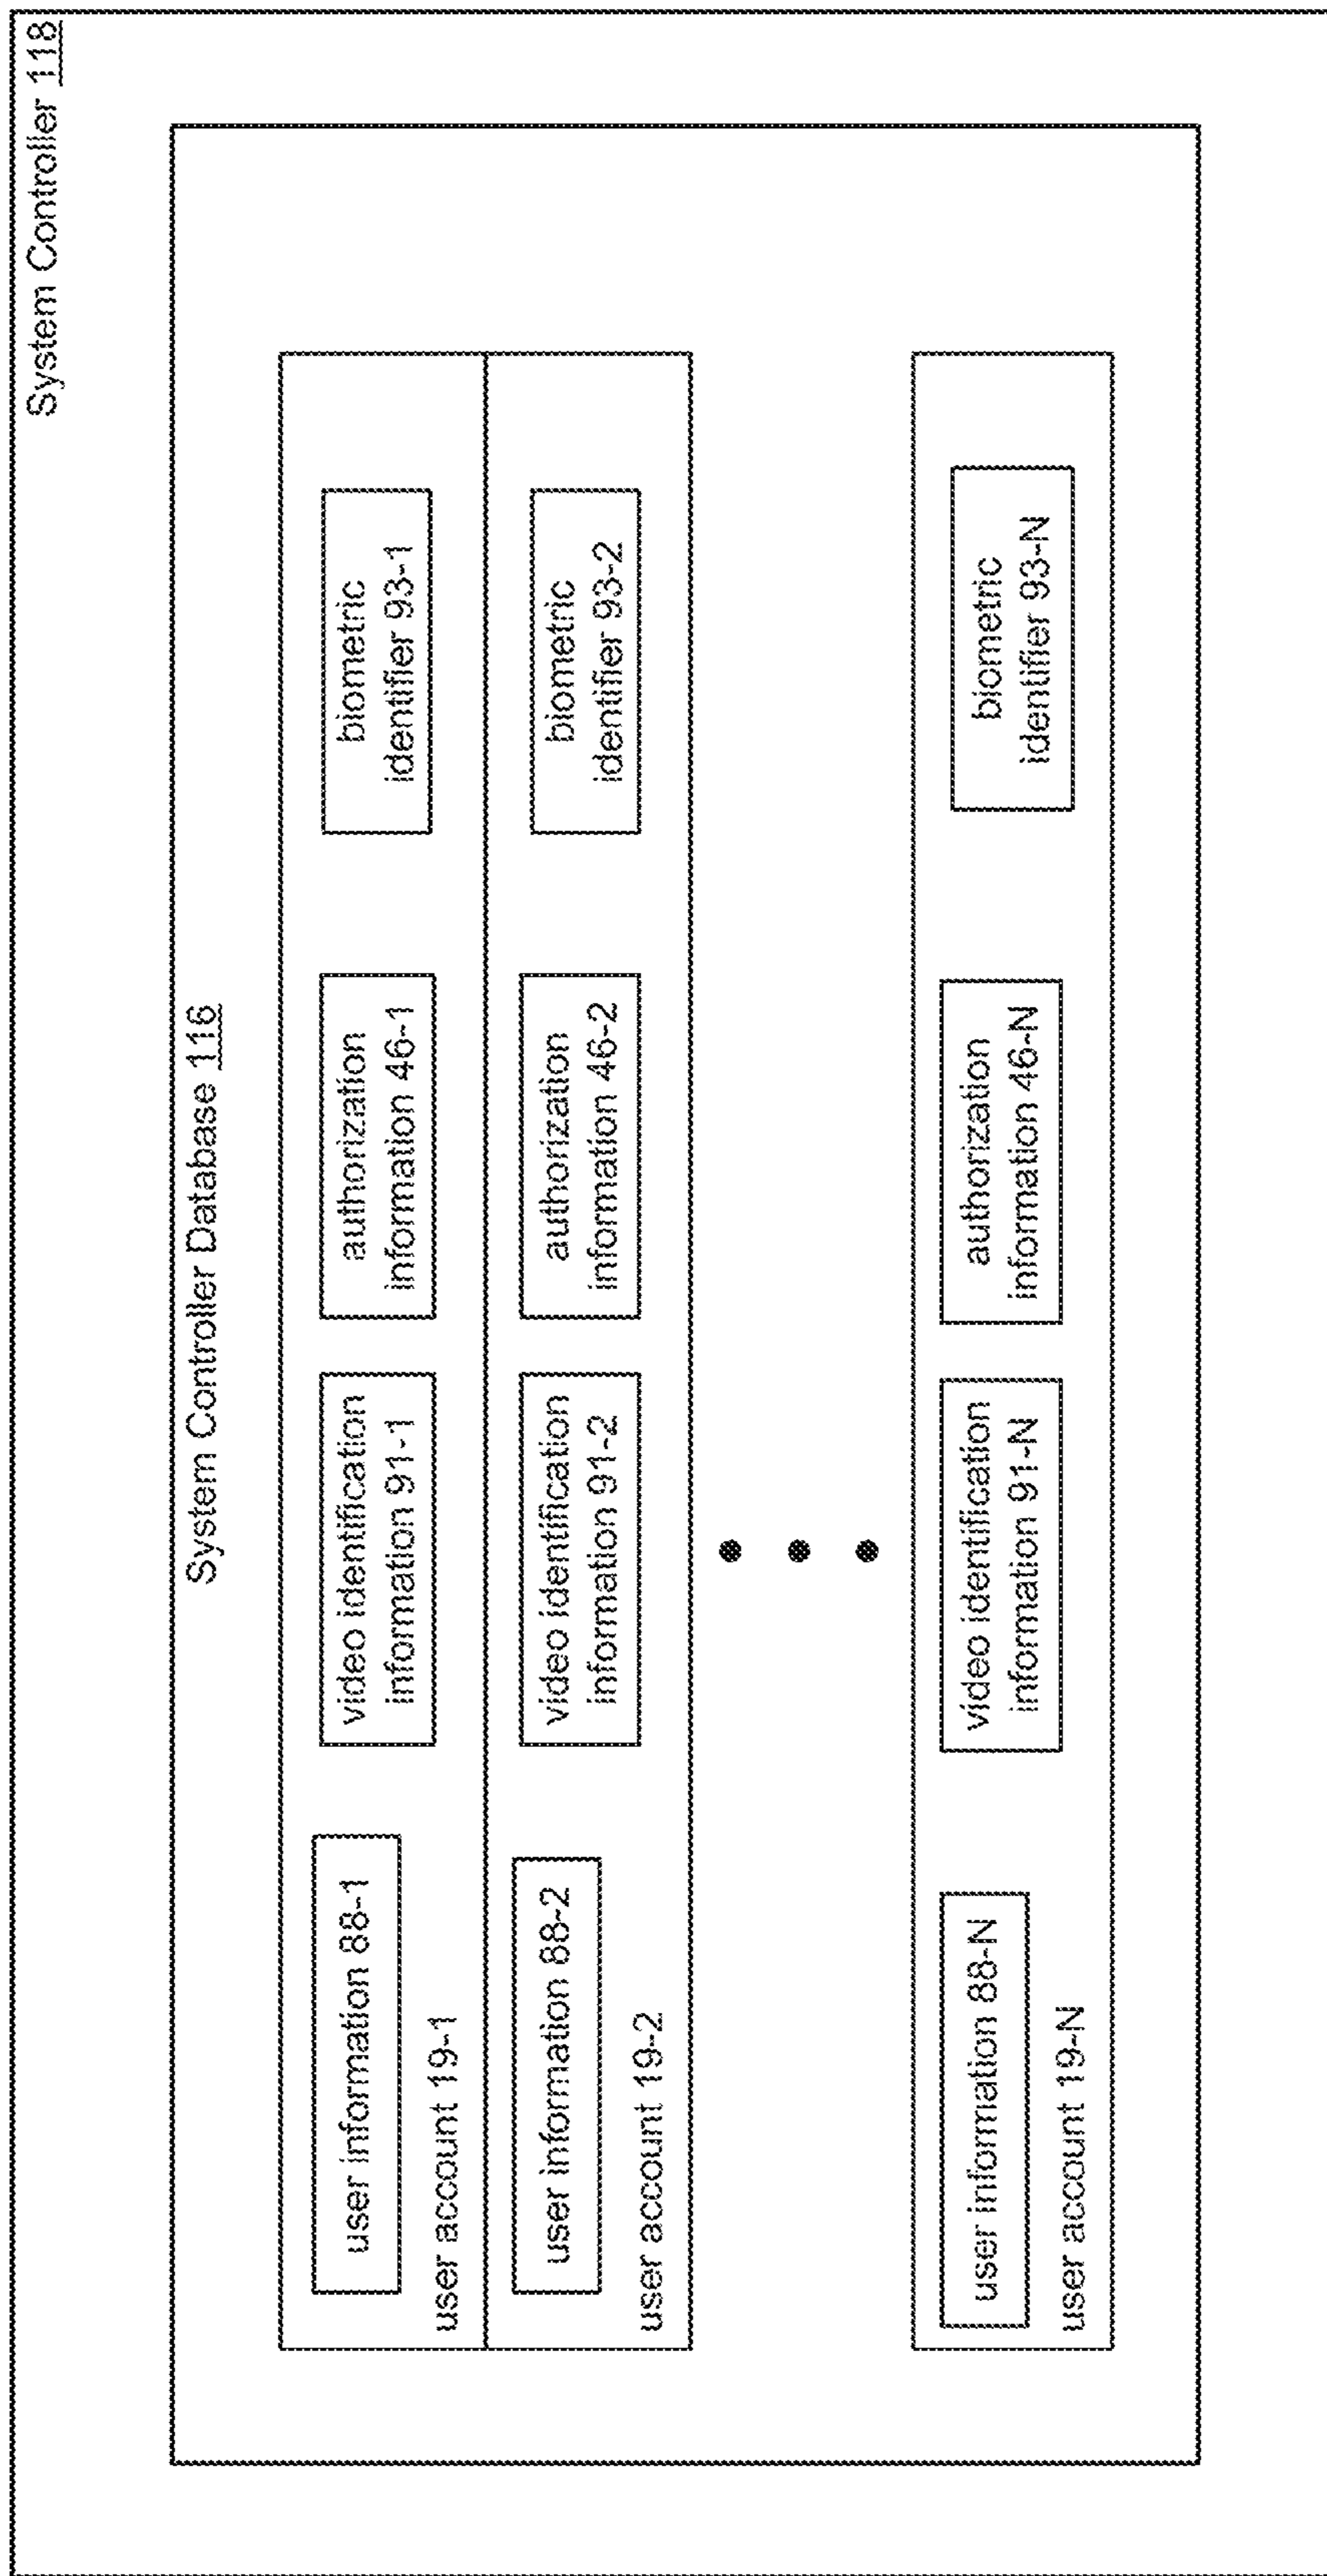 System Controller 118
System Controller Database 116
user information 88-1
video identification
information 91-1
authorization
information 46-1
biometric
identifier 93-1
user account 19-1
user information 88-2
video identification
information 91-2
authorization
information 46-2
biometric
identifier 93-2
user account 19-2
user information 88-N
video identification
information 91-N
authorization
information 46-N
biometric
identifier 93-N
user account 19-N